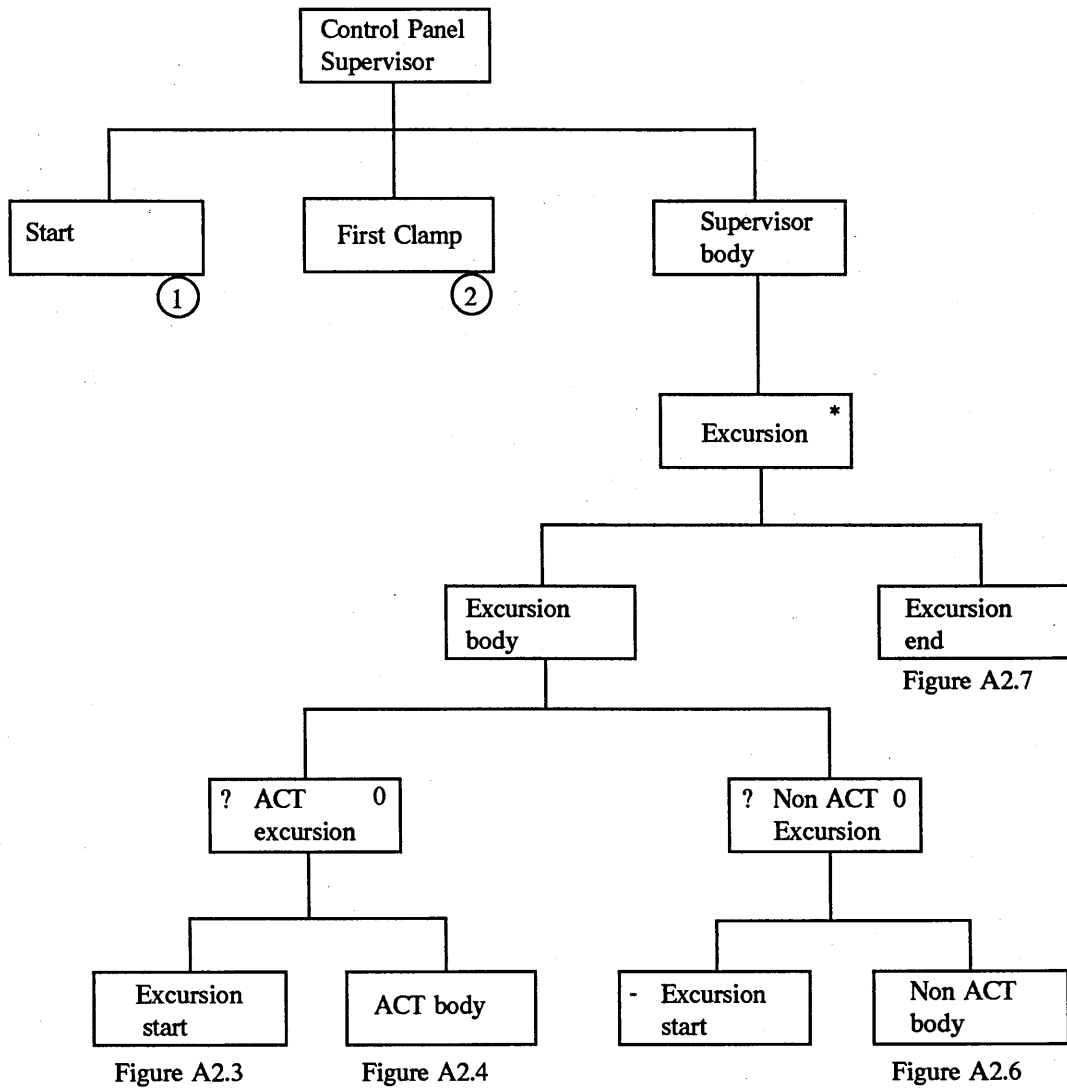 Control Panel
Supervisor
Start
1
First Clamp
2
Supervisor
body
*
Excursion
Excursion
body
Excursion
end
Figure A2.7
? ACT 0
excursion
? Non ACT 0
Excursion
Excursion
start
Figure A2.3
ACT body
Figure A2.4
- Excursion
start
Non ACT
body
Figure A2.6